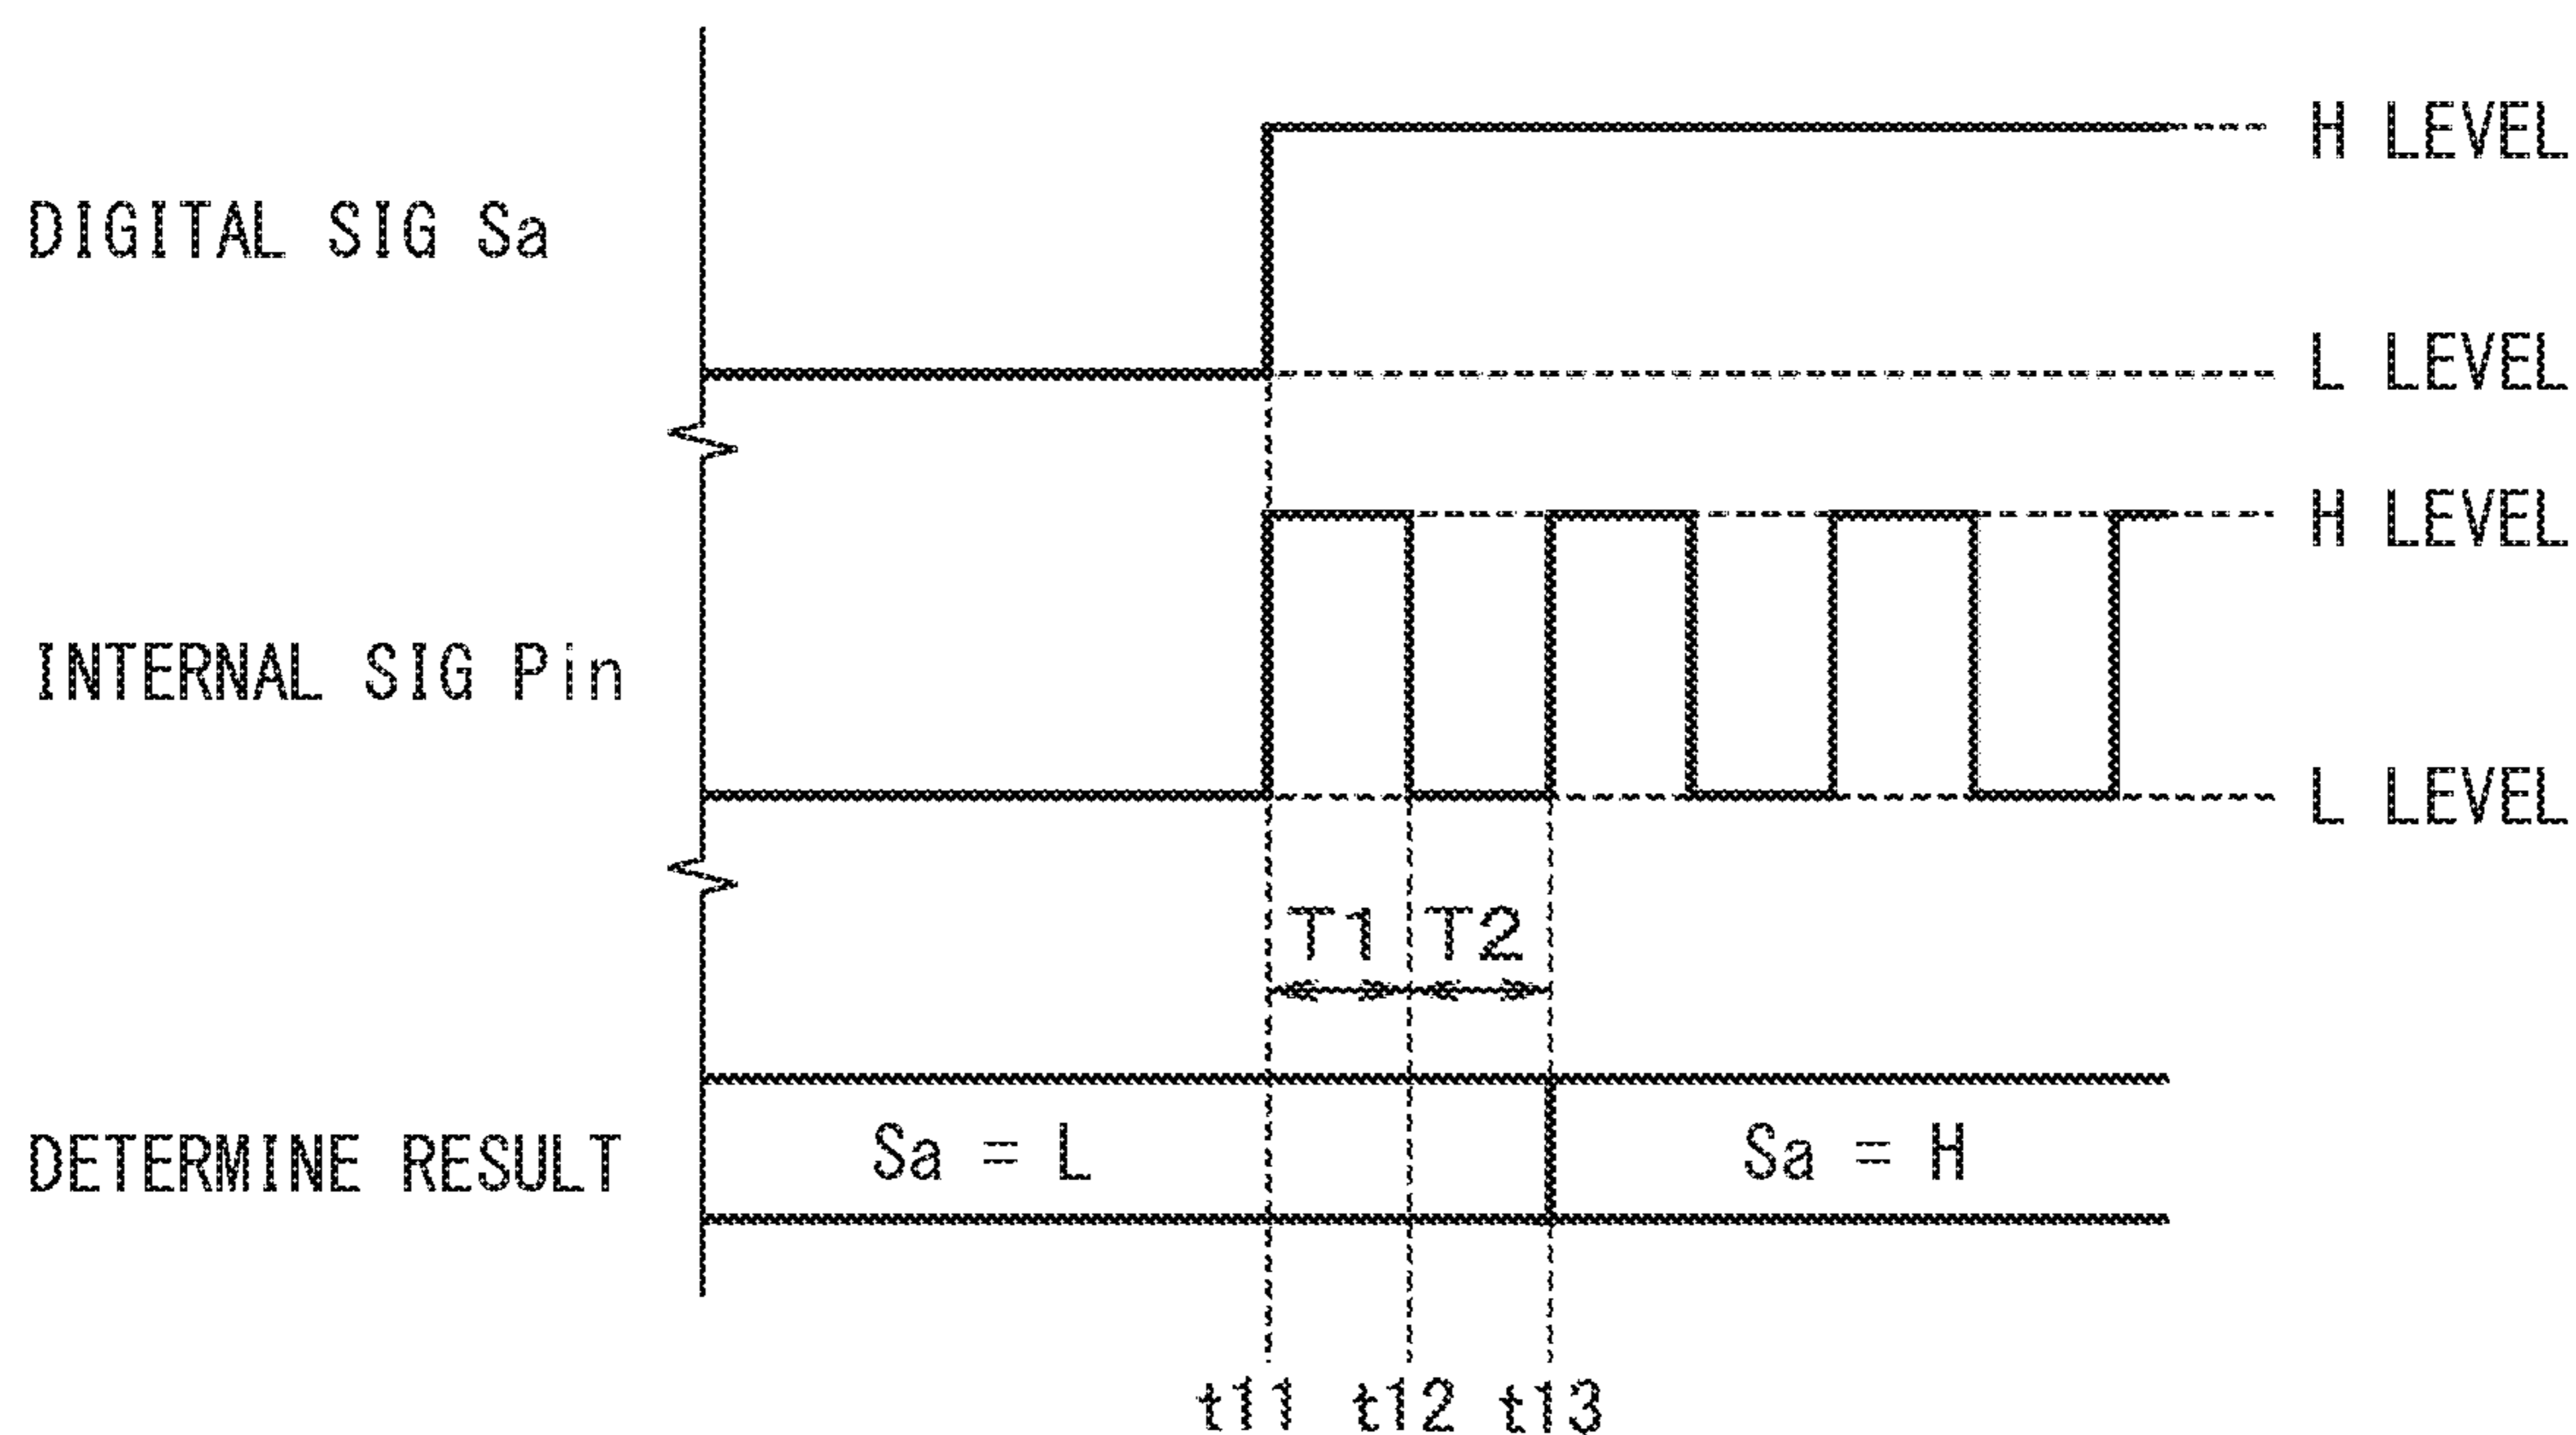 H LEVEL
DIGITAL SIG Sa
L LEVEL
H LEVEL
INTERNAL SIG Pin
L LEVEL
T1 T2
DETERMINE RESULT
Sa = L
Sa = H
t11 t12 t13